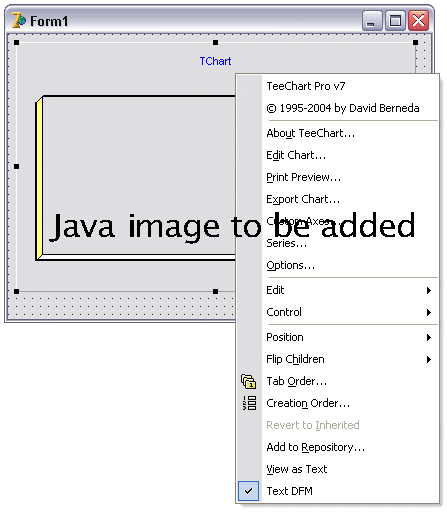 Form1
TChart
TeeChart Pro v7
© 1995-2004 by David Berneda
About TeeChart...
Edit Chart...
Print Preview...
Export Chart...
Custom Axes...
Java image to be added
Series...
Options...
Edit
Control
Position
Flip Children
Tab Order...
Creation Order...
Revert to Inherited
Add to Repository...
View as Text
Text DFM